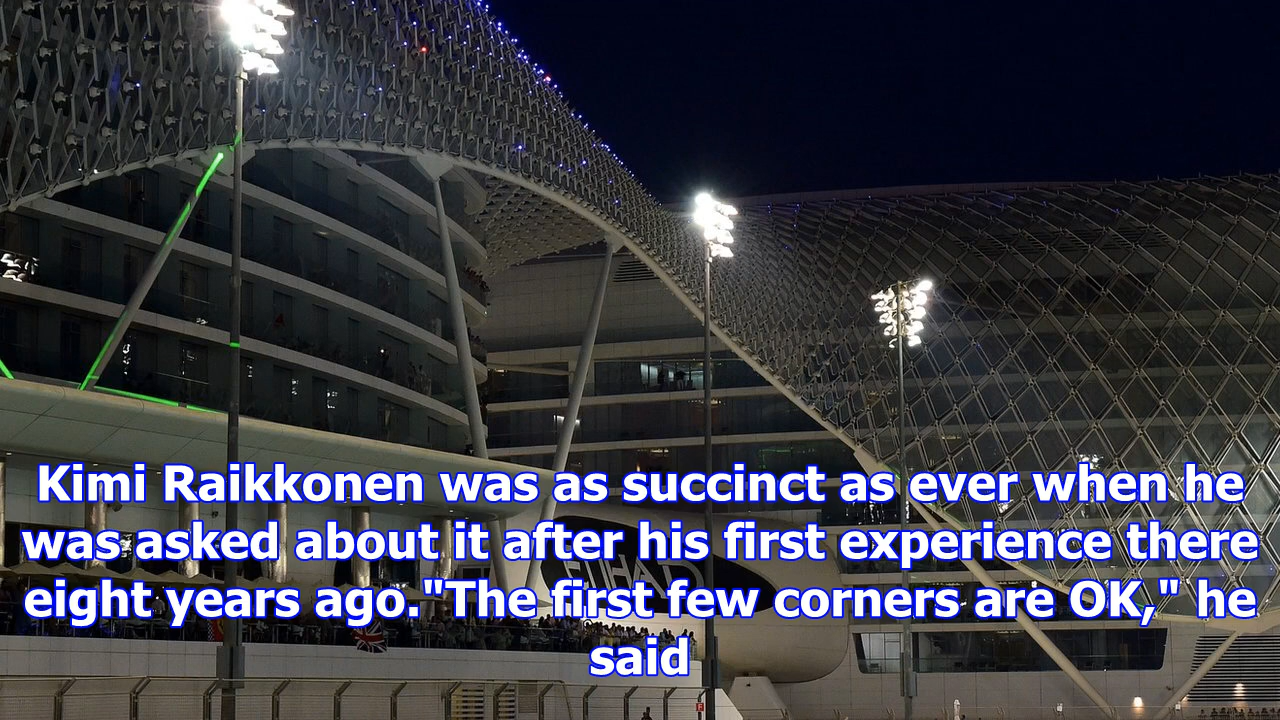 Kimi Raikkonen was as succinct as ever when he
was asked about it after his first experience there
eight years ago."The first few corners are OK," he
said
ETIHAD